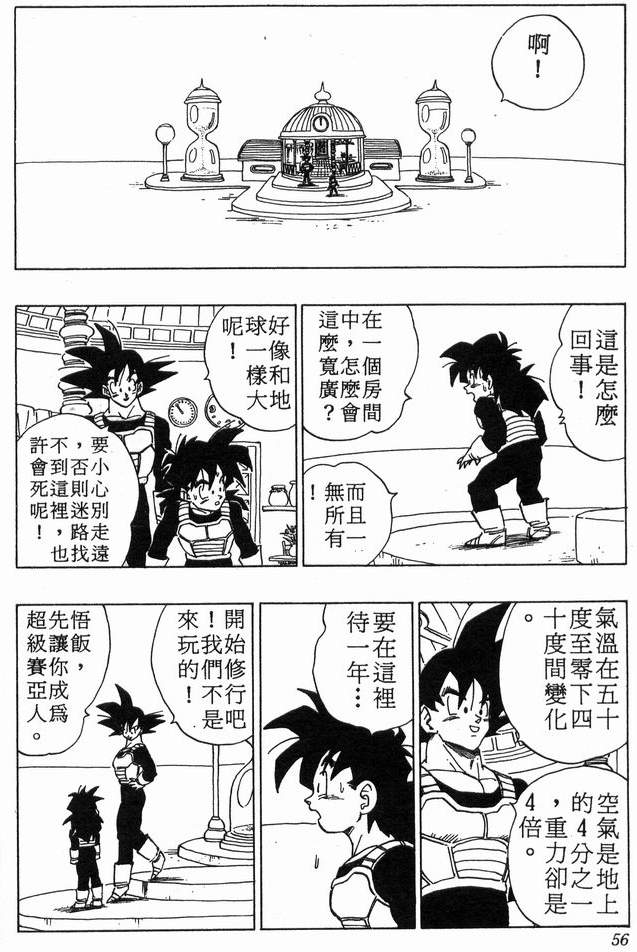 啊！
這是怎麼
回事！
在一個房間
中，怎麼會
這麼寬廣？
而且一
無所有
！
好像和地
球一樣大
呢！
要小心別走遠
，否則迷路找
不到這裡，也
許會死呢！
氣溫在五十
度至零下四
十度間變化
。
空氣是地上
的4分之一
，重力卻是
4倍。
要在這裡
待一年…
開始修行吧
！我們不是
來玩的！
悟飯，
先讓你成為
超級賽亞人。
56